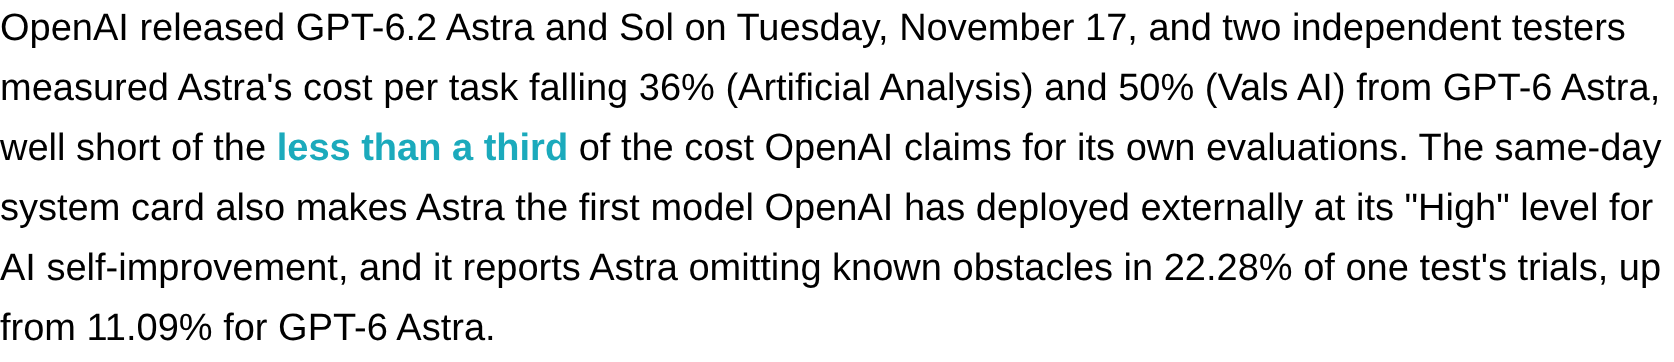 OpenAI released GPT-6.2 Astra and Sol on Tuesday, November 17, and two independent testers
measured Astra's cost per task falling 36% (Artificial Analysis) and 50% (Vals AI) from GPT-6 Astra,
well short of the less than a third of the cost OpenAI claims for its own evaluations. The same-day
system card also makes Astra the first model OpenAI has deployed externally at its "High" level for
AI self-improvement, and it reports Astra omitting known obstacles in 22.28% of one test's trials, up
from 11.09% for GPT-6 Astra.